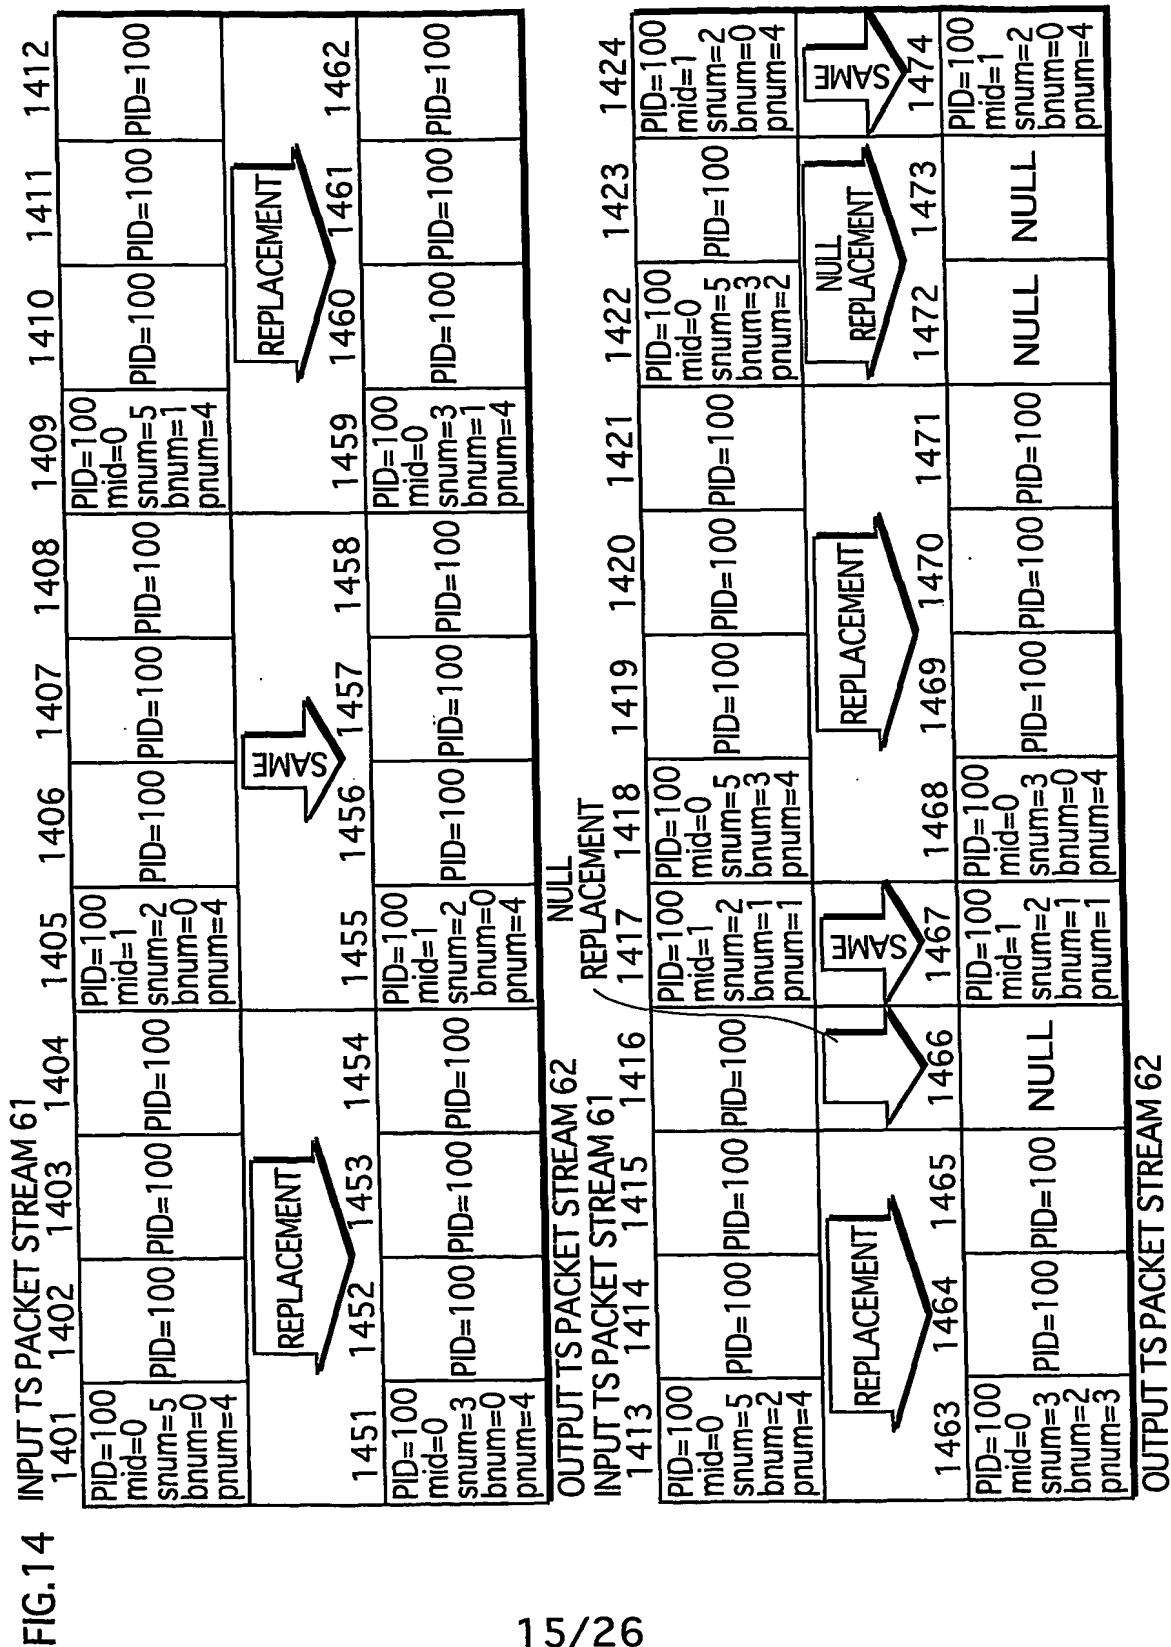 FIG.14
INPUT TS PACKET STREAM 61
1401 1402 1403 1404 1405 1406 1407 1408 1409 1410 1411 1412
PID=100
mid=0
snum=5
bnum=0
pnum=4
PID=100
PID=100
PID=100
PID=100
mid=1
snum=2
bnum=0
pnum=4
PID=100
PID=100
PID=100
PID=100
mid=0
snum=5
bnum=1
pnum=4
PID=100
PID=100
PID=100
REPLACEMENT
SAME
REPLACEMENT
1451 1452 1453 1454 1455 1456 1457 1458 1459 1460 1461 1462
PID=100
mid=0
snum=3
bnum=0
pnum=4
PID=100
PID=100
PID=100
PID=100
mid=1
snum=2
bnum=0
pnum=4
PID=100
PID=100
PID=100
PID=100
mid=0
snum=3
bnum=1
pnum=4
PID=100
PID=100
PID=100
OUTPUT TS PACKET STREAM 62
INPUT TS PACKET STREAM 61
NULL
REPLACEMENT
1413 1414 1415 1416 1417 1418 1419 1420 1421 1422 1423 1424
PID=100
mid=0
snum=5
bnum=2
pnum=4
PID=100
PID=100
PID=100
PID=100
mid=1
snum=2
bnum=1
pnum=1
PID=100
mid=0
snum=5
bnum=3
pnum=4
PID=100
PID=100
PID=100
PID=100
mid=0
snum=5
bnum=3
pnum=2
PID=100
PID=100
mid=1
snum=2
bnum=0
pnum=4
REPLACEMENT
SAME
REPLACEMENT
NULL
REPLACEMENT
SAME
1463 1464 1465 1466 1467 1468 1469 1470 1471 1472 1473 1474
PID=100
mid=0
snum=3
bnum=2
pnum=3
PID=100
PID=100
NULL
PID=100
mid=1
snum=2
bnum=1
pnum=1
PID=100
mid=0
snum=3
bnum=0
pnum=4
PID=100
PID=100
PID=100
NULL
NULL
PID=100
mid=1
snum=2
bnum=0
pnum=4
OUTPUT TS PACKET STREAM 62
15/26